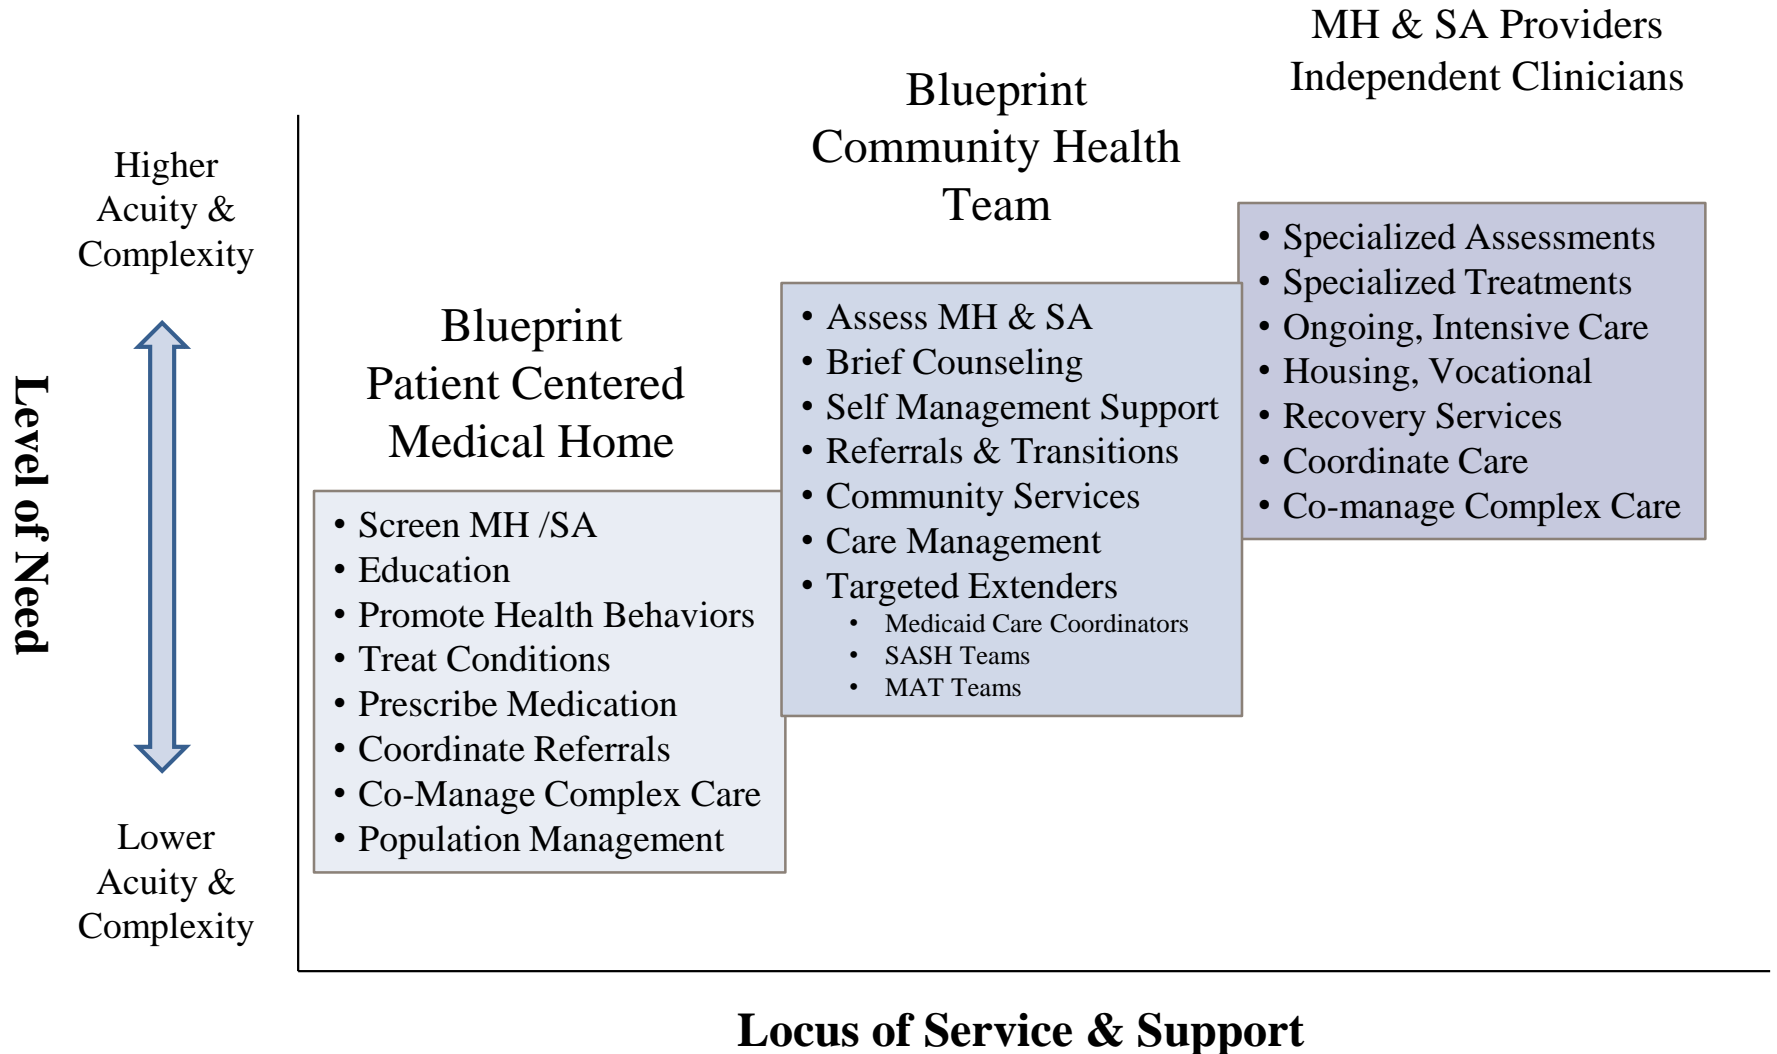 MH & SA Providers
Independent Clinicians
Blueprint
Community Health
Team
Blueprint
Patient Centered
Medical Home
Higher
Acuity &
Complexity
Level of Need
Lower
Acuity &
Complexity
• Screen MH /SA
• Education
• Promote Health Behaviors
• Treat Conditions
• Prescribe Medication
• Coordinate Referrals
• Co-Manage Complex Care
• Population Management
• Assess MH & SA
• Brief Counseling
• Self Management Support
• Referrals & Transitions
• Community Services
• Care Management
• Targeted Extenders
• Medicaid Care Coordinators
• SASH Teams
• MAT Teams
• Specialized Assessments
• Specialized Treatments
• Ongoing, Intensive Care
• Housing, Vocational
• Recovery Services
• Coordinate Care
• Co-manage Complex Care
Locus of Service & Support